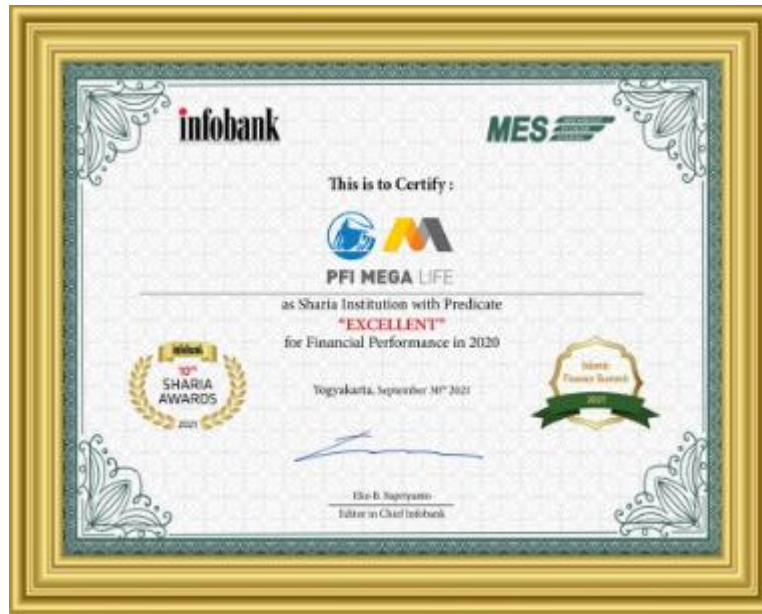 infobank
MES
This is to Certify :
PFI MEGA LIFE
as Sharia Institution with Predicate
"EXCELLENT"
for Financial Performance in 2020
infobank
10th
SHARIA
AWARDS
2021
Islamic
Finance Summit
2021
Yogyakarta, September 30th 2021
Eko B. Supriyanto
Editor in Chief Infobank